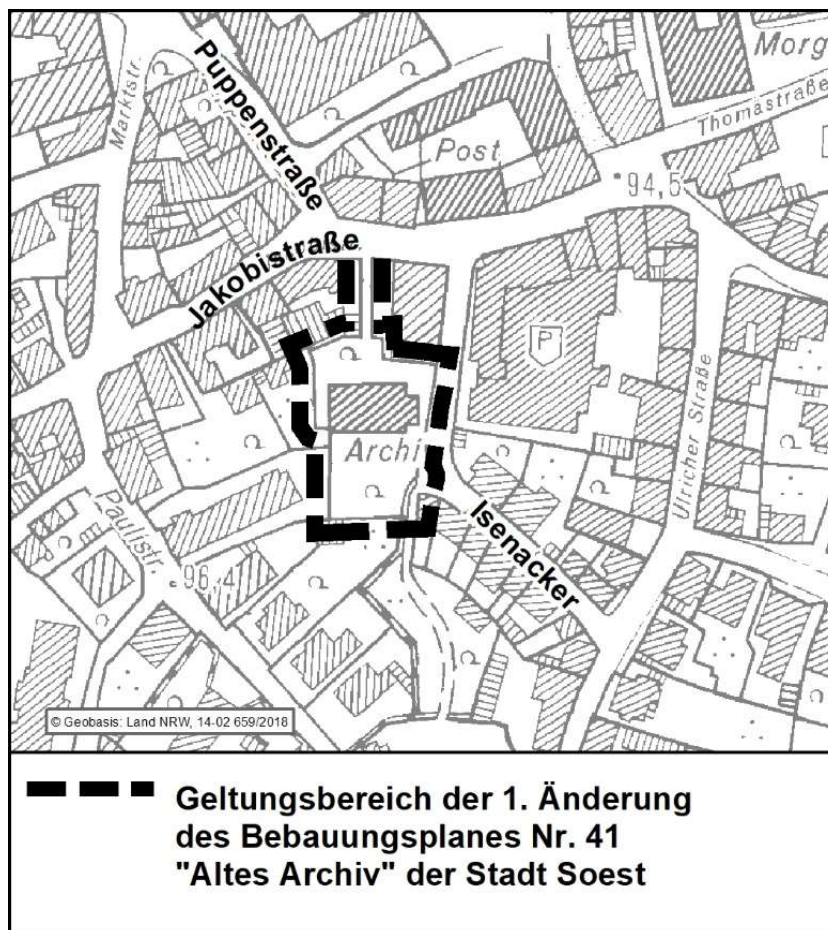 Morg
Thomastraße
Marktstr.
Puppenstraße
Post
94,5
Jakobistraße
P
Ulricher Straße
Archi
Paulistr.
Isenacker
96,4
© Geobasis: Land NRW, 14-02 659/2018
Geltungsbereich der 1. Änderung
des Bebauungsplanes Nr. 41
"Altes Archiv" der Stadt Soest